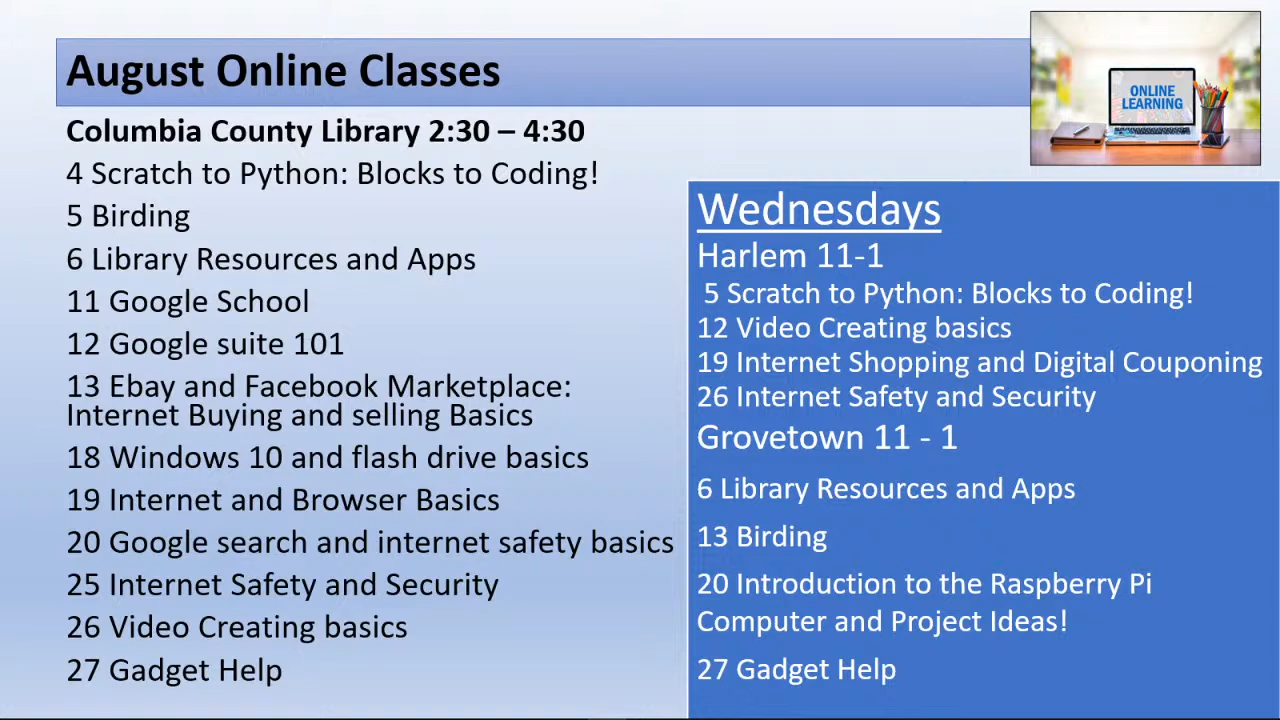 August Online Classes
ONLINE
LEARNING
Columbia County Library 2:30 – 4:30
4 Scratch to Python: Blocks to Coding!
5 Birding
6 Library Resources and Apps
11 Google School
12 Google suite 101
13 Ebay and Facebook Marketplace:
Internet Buying and selling Basics
18 Windows 10 and flash drive basics
19 Internet and Browser Basics
20 Google search and internet safety basics
25 Internet Safety and Security
26 Video Creating basics
27 Gadget Help
Wednesdays
Harlem 11-1
5 Scratch to Python: Blocks to Coding!
12 Video Creating basics
19 Internet Shopping and Digital Couponing
26 Internet Safety and Security
Grovetown 11 - 1
6 Library Resources and Apps
13 Birding
20 Introduction to the Raspberry Pi
Computer and Project Ideas!
27 Gadget Help